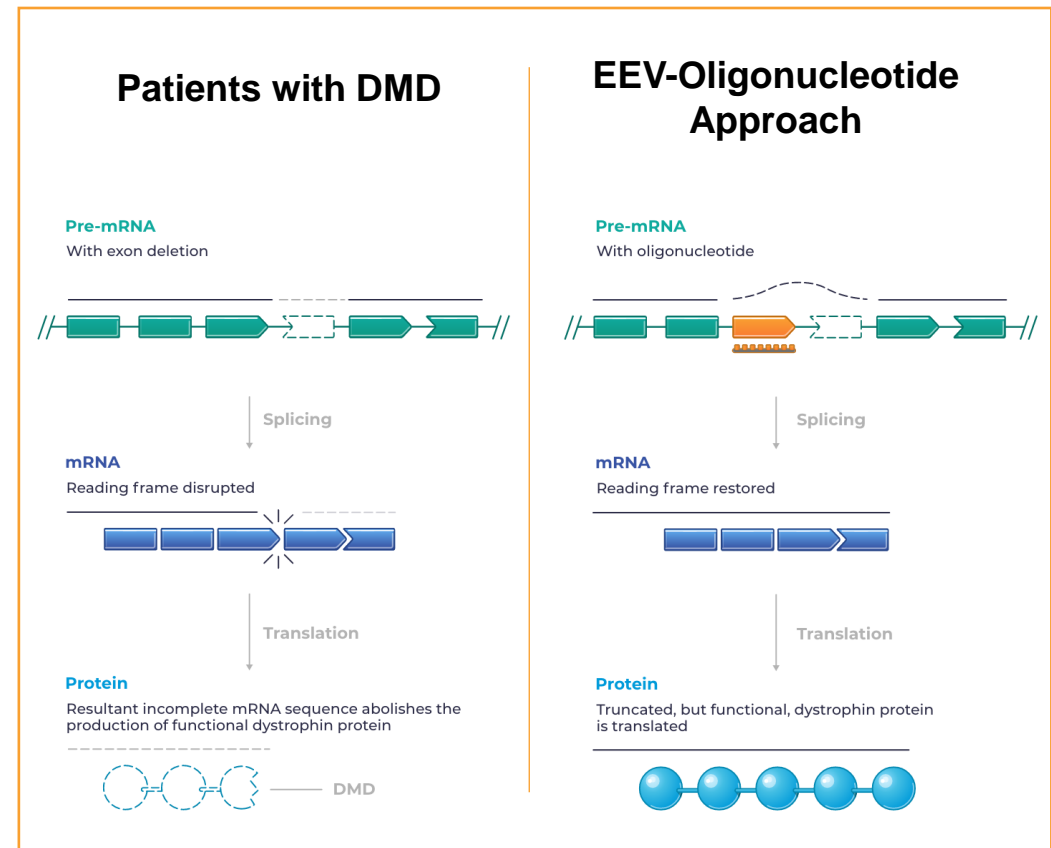 Patients with DMD
Pre-mRNA
With exon deletion
Splicing
mRNA
Reading frame disrupted
Translation
Protein
Resultant incomplete mRNA sequence abolishes the
production of functional dystrophin protein
DMD
EEV-Oligonucleotide
Approach
Pre-mRNA
With oligonucleotide
Splicing
mRNA
Reading frame restored
Translation
Protein
Truncated, but functional, dystrophin protein
is translated